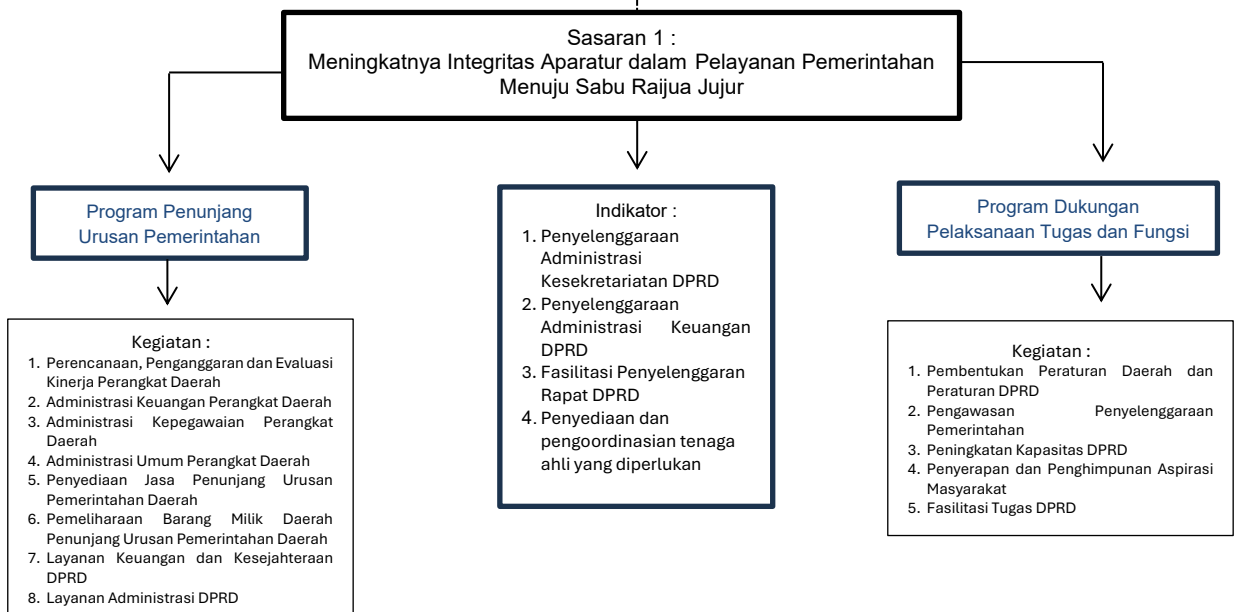 Sasaran 1 :
Meningkatnya Integritas Aparatur dalam Pelayanan Pemerintahan
Menuju Sabu Raijua Jujur
Program Penunjang
Urusan Pemerintahan
Kegiatan :
1. Perencanaan, Penganggaran dan Evaluasi
Kinerja Perangkat Daerah
2. Administrasi Keuangan Perangkat Daerah
3. Administrasi Kepegawaian Perangkat
Daerah
4. Administrasi Umum Perangkat Daerah
5. Penyediaan Jasa Penunjang Urusan
Pemerintahan Daerah
6. Pemeliharaan Barang Milik Daerah
Penunjang Urusan Pemerintahan Daerah
7. Layanan Keuangan dan Kesejahteraan
DPRD
8. Layanan Administrasi DPRD
Indikator :
1. Penyelenggaraan
Administrasi
Kesekretariatan DPRD
2. Penyelenggaraan
Administrasi Keuangan
DPRD
3. Fasilitasi Penyelenggaran
Rapat DPRD
4. Penyediaan dan
pengoordinasian tenaga
ahli yang diperlukan
Program Dukungan
Pelaksanaan Tugas dan Fungsi
Kegiatan :
1. Pembentukan Peraturan Daerah dan
Peraturan DPRD
2. Pengawasan Penyelenggaraan
Pemerintahan
3. Peningkatan Kapasitas DPRD
4. Penyerapan dan Penghimpunan Aspirasi
Masyarakat
5. Fasilitasi Tugas DPRD